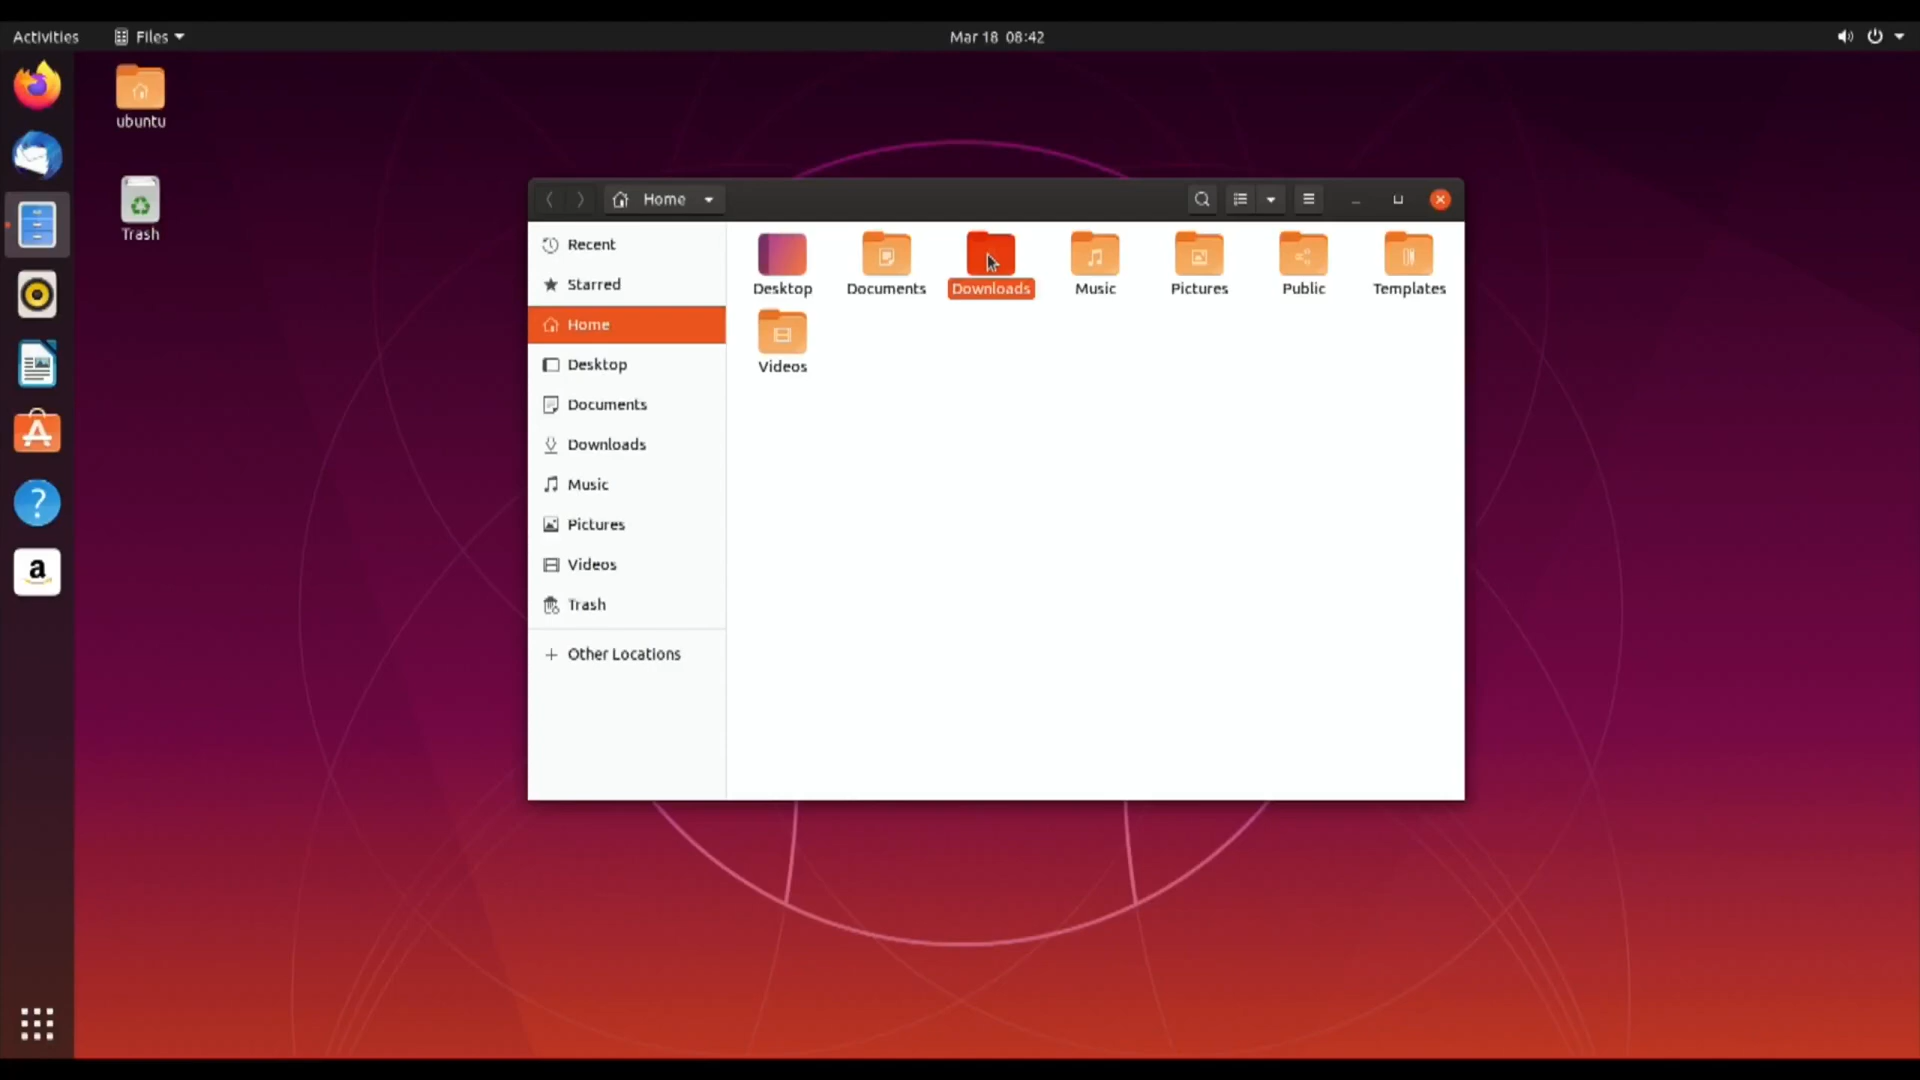 Activities Files Mar 18 08:42
ubuntu
Trash
Home
Recent
Starred
Home
Desktop
Documents
Downloads
Music
Pictures
Videos
Trash
Other Locations
Desktop Documents Downloads Music Pictures Public Templates
Videos
?
a